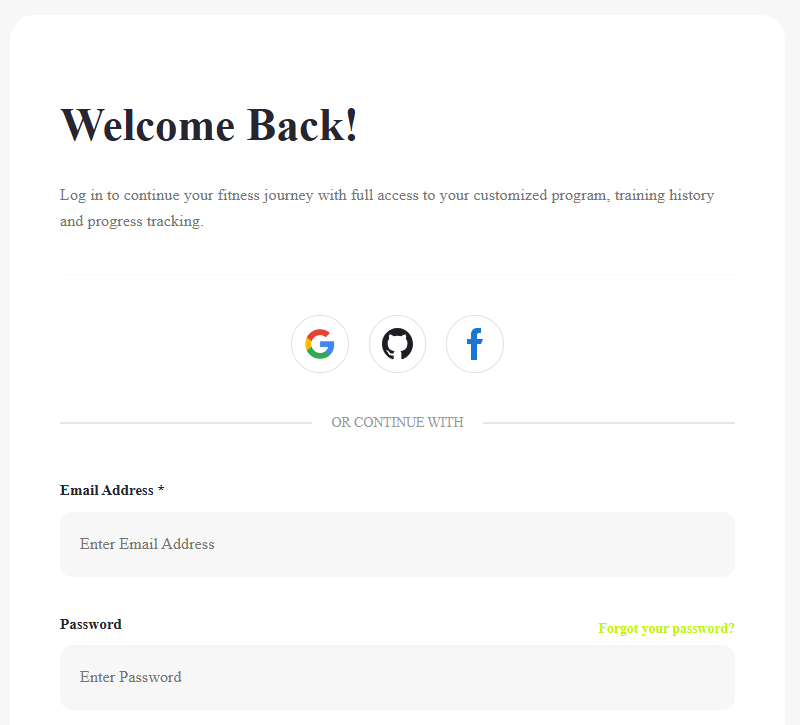 Welcome Back!
Log in to continue your fitness journey with full access to your customized program, training history
and progress tracking.
OR CONTINUE WITH
Email Address *
Enter Email Address
Password
Forgot your password?
Enter Password